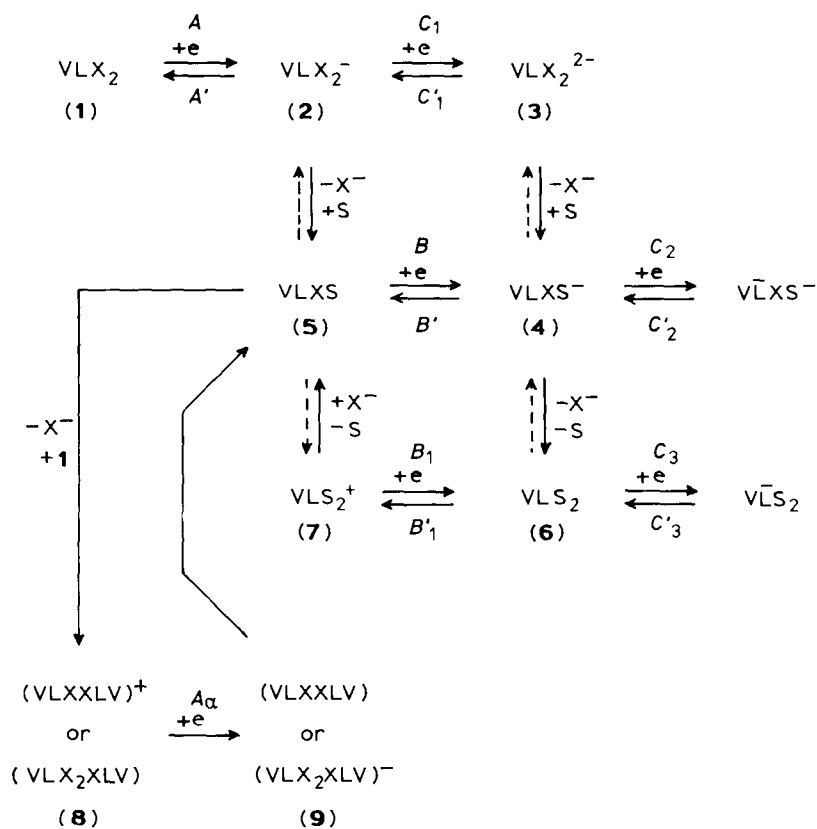 A C₁
+e +e
VLX₂ VLX₂⁻ VLX₂²⁻
A′ C′₁
(1) (2) (3)
−X⁻ −X⁻
+S +S
B C₂
+e +e
VLXS VLXS⁻ VL̄XS⁻
B′ C′₂
(5) (4)
−X⁻ +X⁻ −X⁻
+1 −S −S
B₁ C₃
+e +e
VLS₂⁺ VLS₂ VL̄S₂
B′₁ C′₃
(7) (6)
(VLXXLV)⁺ Aα (VLXXLV)
+e
or or
(VLX₂XLV) (VLX₂XLV)⁻
(8) (9)